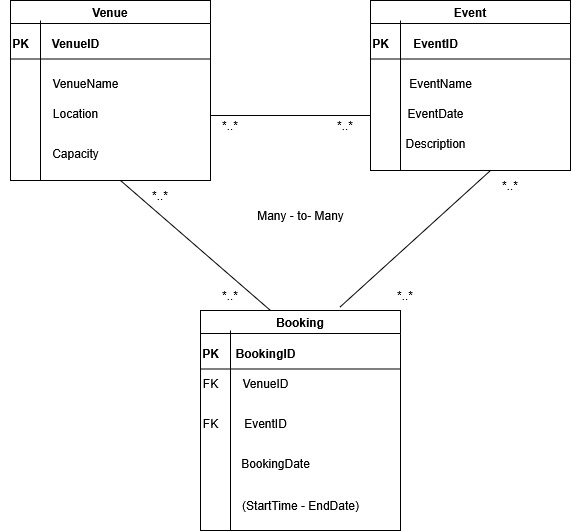 Venue
PK VenueID
VenueName
Location
Capacity
Event
PK EventID
EventName
EventDate
Description
*..* *..*
*..* *..*
Many - to- Many
*..* *..*
Booking
PK BookingID
FK VenueID
FK EventID
BookingDate
(StartTime - EndDate)